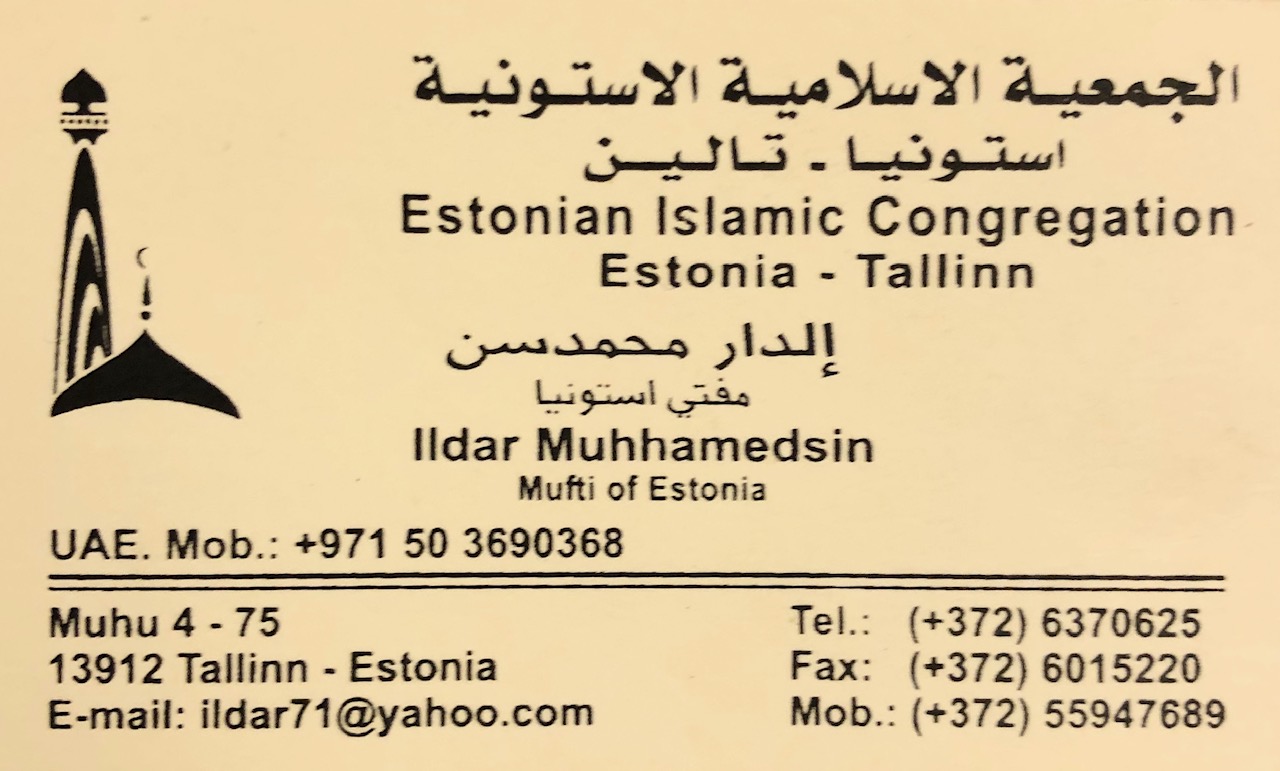 الجمعية الاسلامية الاستونية
استونيا - تالين
Estonian Islamic Congregation
Estonia - Tallinn
إلدار محمدسن
مفتي استونيا
Ildar Muhhamedsin
Mufti of Estonia
UAE. Mob.: +971 50 3690368
Muhu 4 - 75
13912 Tallinn - Estonia
E-mail: ildar71@yahoo.com
Tel.: (+372) 6370625
Fax: (+372) 6015220
Mob.: (+372) 55947689